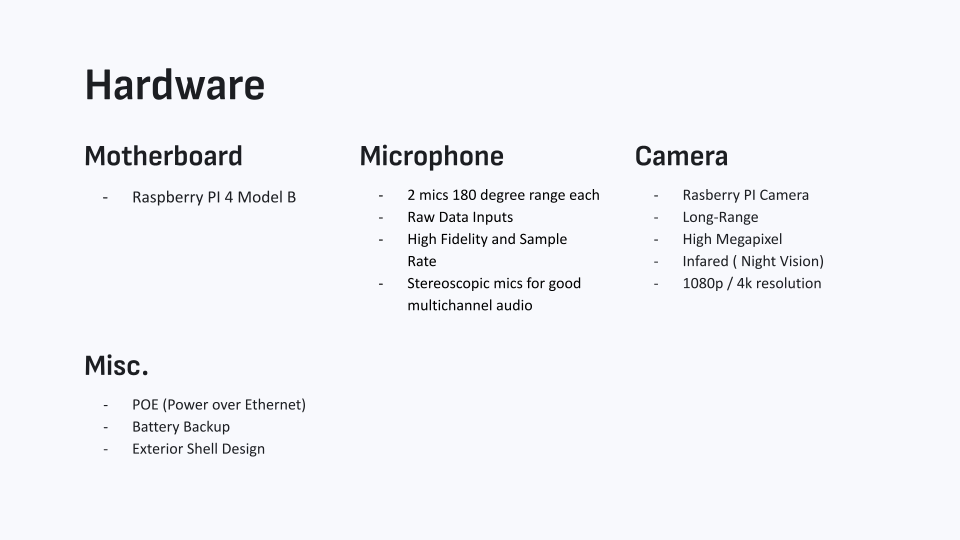 Hardware
Motherboard
- Raspberry PI 4 Model B
Microphone
- 2 mics 180 degree range each
- Raw Data Inputs
- High Fidelity and Sample
Rate
- Stereoscopic mics for good
multichannel audio
Camera
- Rasberry PI Camera
- Long-Range
- High Megapixel
- Infared ( Night Vision)
- 1080p / 4k resolution
Misc.
- POE (Power over Ethernet)
- Battery Backup
- Exterior Shell Design